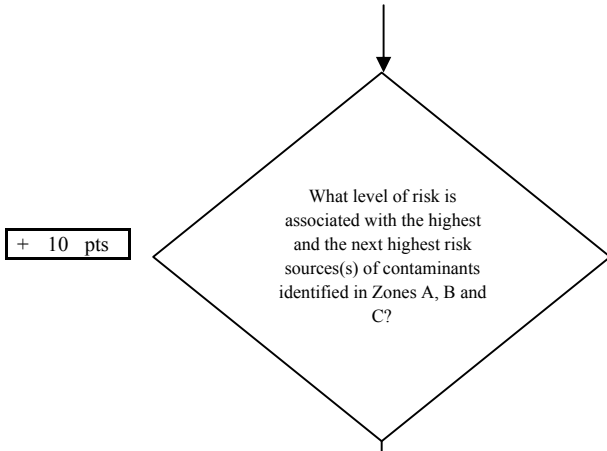 What level of risk is
associated with the highest
and the next highest risk
sources(s) of contaminants
identified in Zones A, B and
C?
+ 10 pts